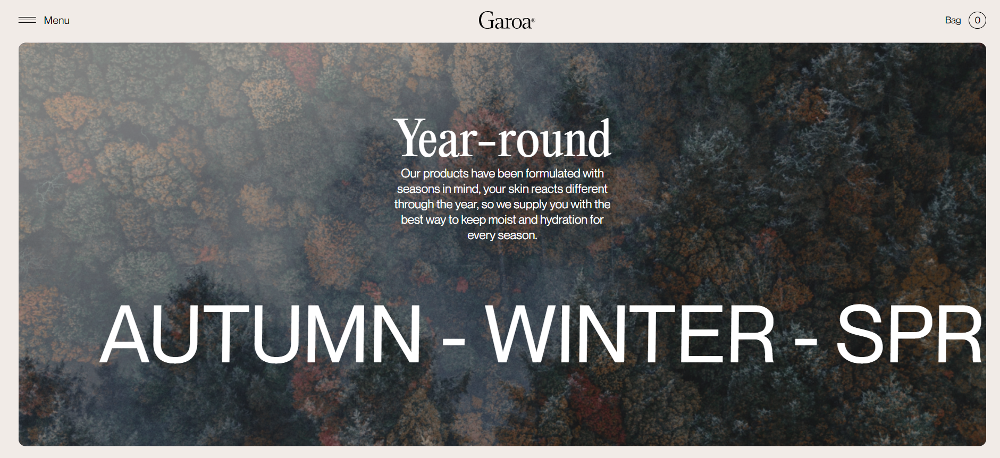 Menu
Garoa®
Bag 0
Year-round
Our products have been formulated with
seasons in mind, your skin reacts different
through the year, so we supply you with the
best way to keep moist and hydration for
every season.
AUTUMN - WINTER - SPR